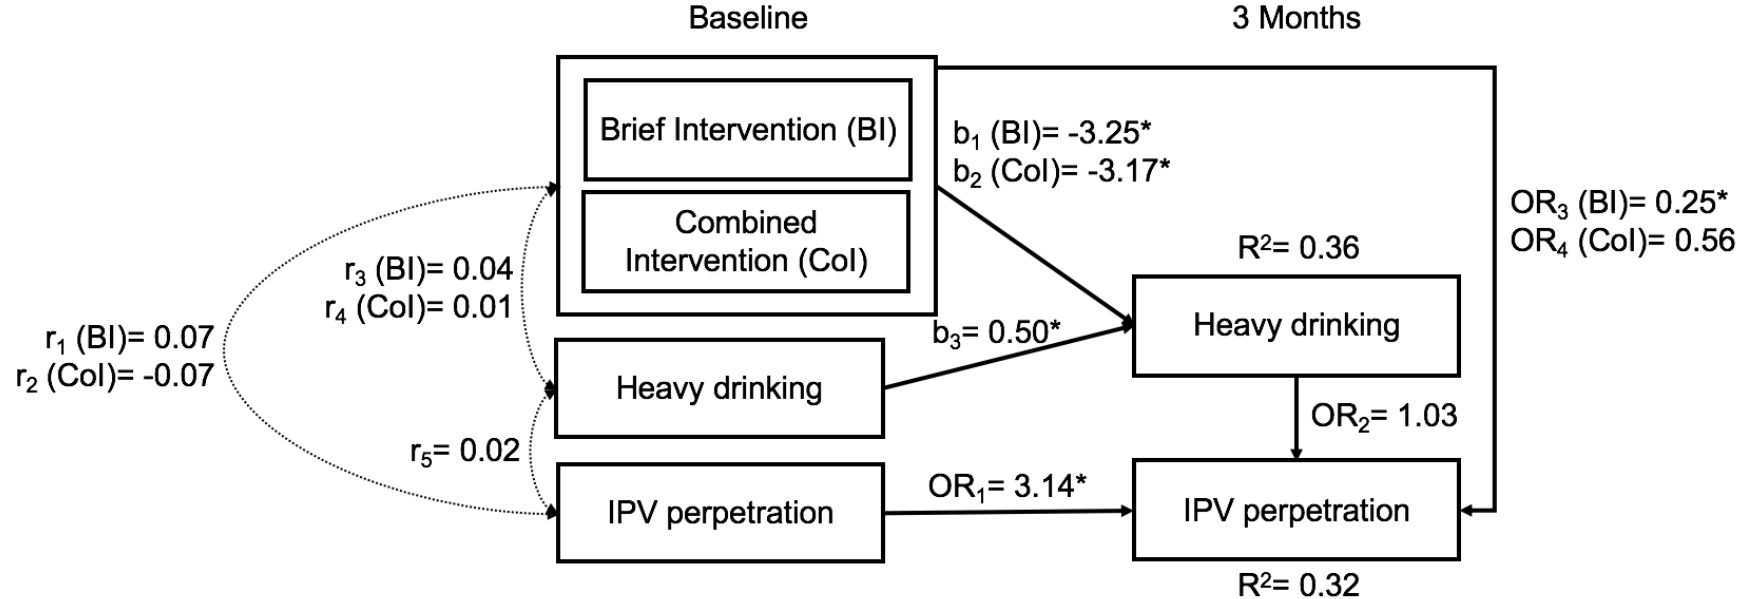 Baseline
3 Months
Brief Intervention (BI)
Combined
Intervention (CoI)
b₁ (BI)= -3.25*
b₂ (CoI)= -3.17*
OR₃ (BI)= 0.25*
OR₄ (CoI)= 0.56
R²= 0.36
r₃ (BI)= 0.04
r₄ (CoI)= 0.01
r₁ (BI)= 0.07
r₂ (CoI)= -0.07
b₃= 0.50*
Heavy drinking
Heavy drinking
OR₂= 1.03
r₅= 0.02
OR₁= 3.14*
IPV perpetration
IPV perpetration
R²= 0.32